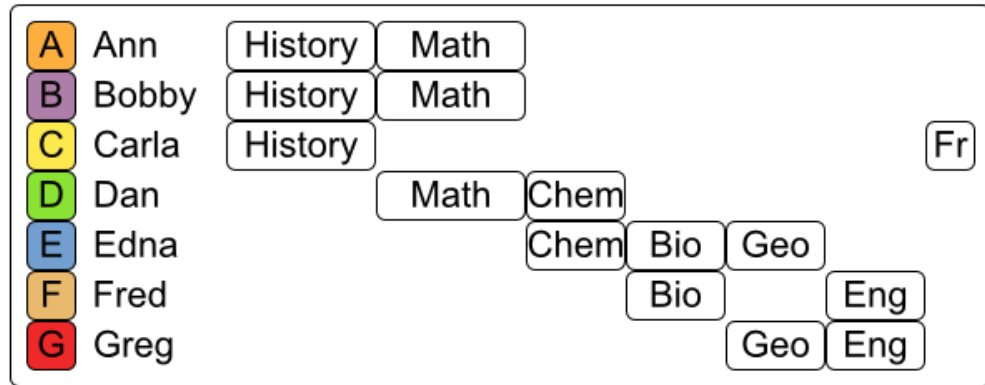 A Ann History Math
B Bobby History Math
C Carla History Fr
D Dan Math Chem
E Edna Chem Bio Geo
F Fred Bio Eng
G Greg Geo Eng